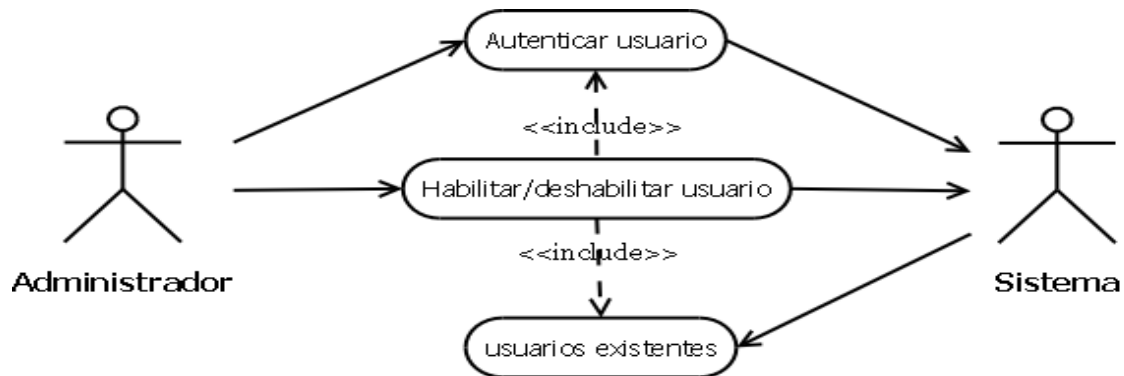 Autenticar usuario
<<include>>
Habilitar/deshabilitar usuario
<<include>>
Administrador
Sistema
usuarios existentes